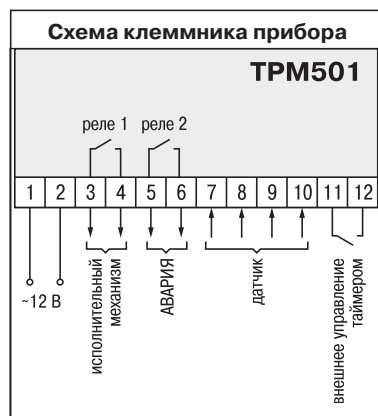 Схема клеммника прибора
ТРМ501
реле 1 реле 2
1 2 3 4 5 6 7 8 9 10 11 12
~12 В
исполнительный
механизм
АВАРИЯ
датчик
внешнее управление
таймером